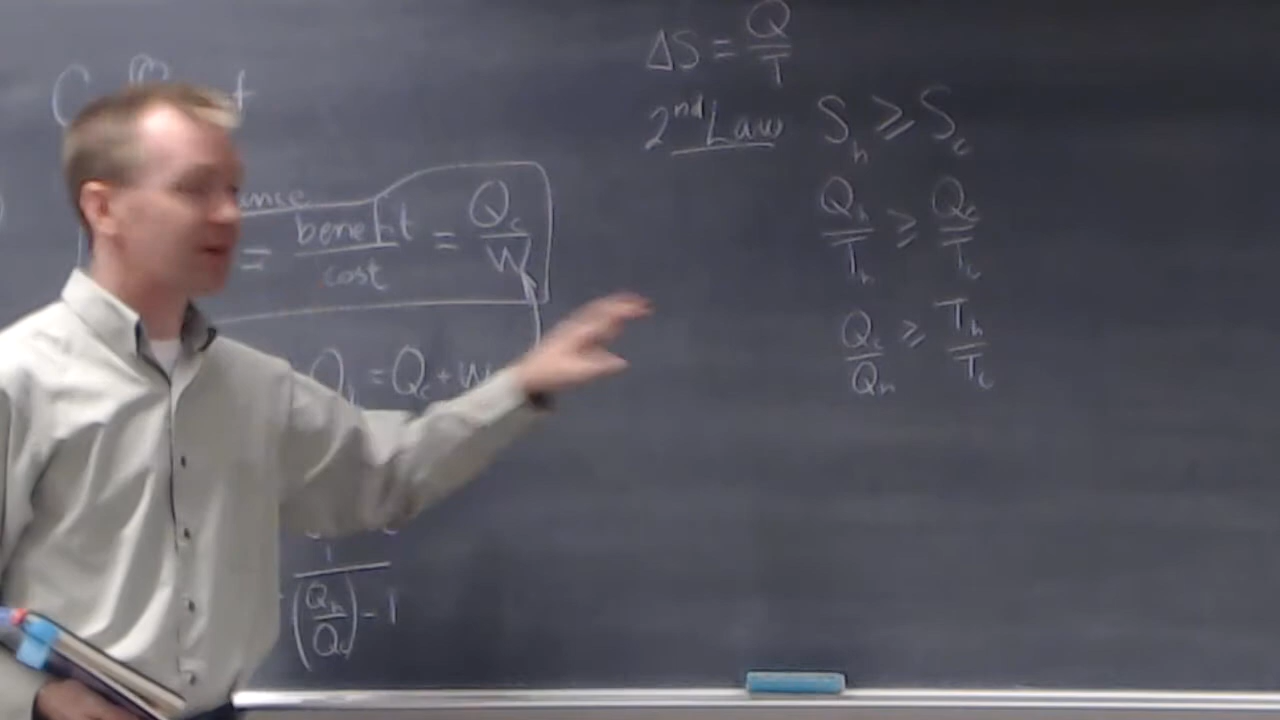 ΔS = Q/T
2nd Law S_h ≥ S_c
Q_h/T_h ≥ Q_c/T_c
Q_c/Q_h ≥ T_h/T_c
= benefit/cost = Q_c/W
Q_h = Q_c + W
1/((Q_h/Q_c) - 1)